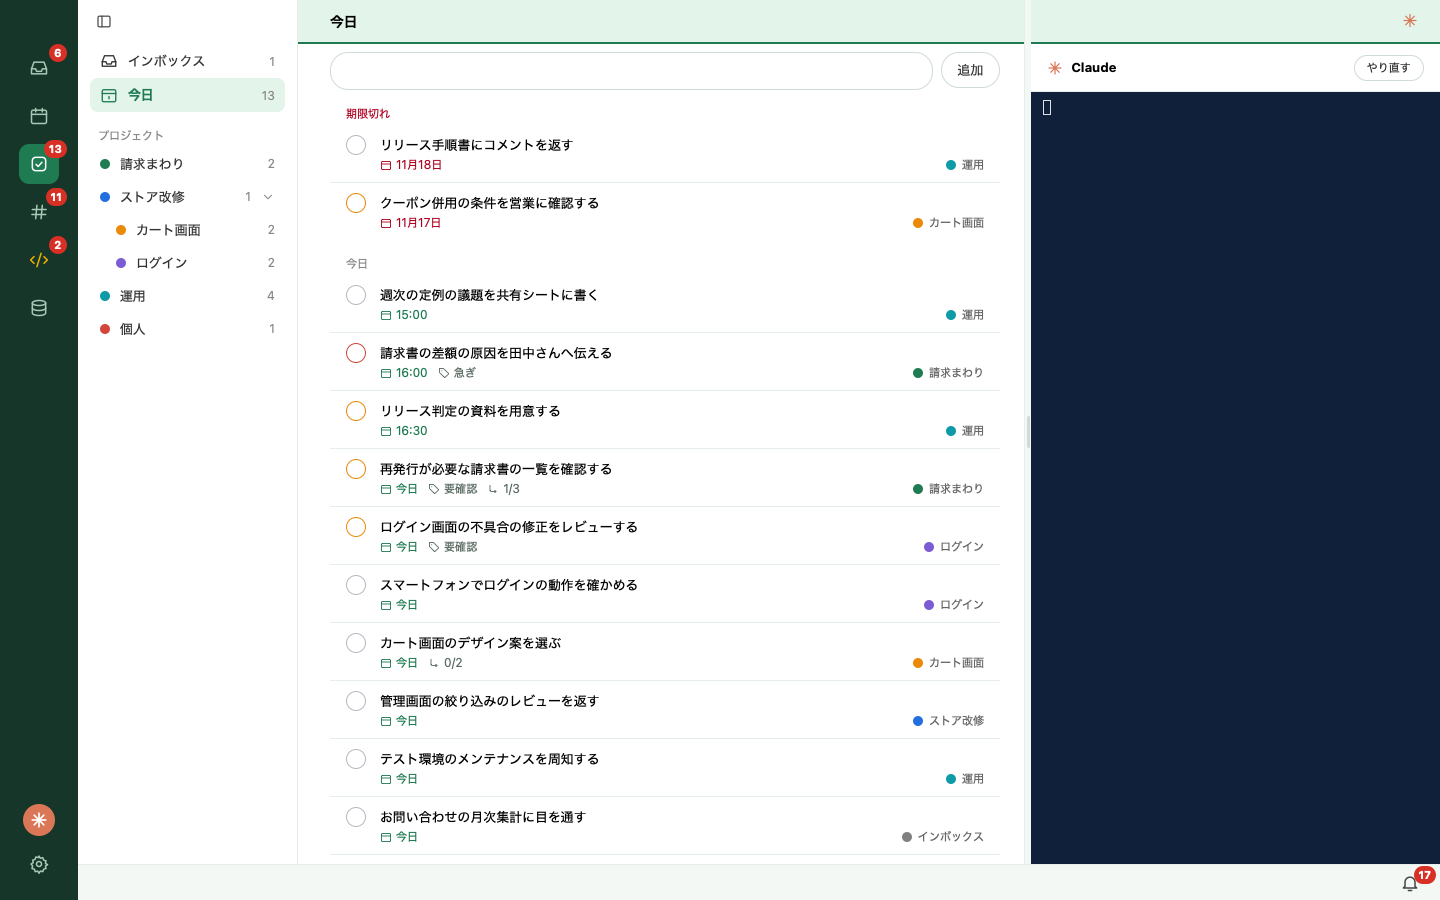 6
13
11
2
インボックス 1
今日 13
プロジェクト
請求まわり 2
ストア改修 1
カート画面 2
ログイン 2
運用 4
個人 1
今日
追加
期限切れ
リリース手順書にコメントを返す
11月18日 運用
クーポン併用の条件を営業に確認する
11月17日 カート画面
今日
週次の定例の議題を共有シートに書く
15:00 運用
請求書の差額の原因を田中さんへ伝える
16:00 急ぎ 請求まわり
リリース判定の資料を用意する
16:30 運用
再発行が必要な請求書の一覧を確認する
今日 要確認 1/3 請求まわり
ログイン画面の不具合の修正をレビューする
今日 要確認 ログイン
スマートフォンでログインの動作を確かめる
今日 ログイン
カート画面のデザイン案を選ぶ
今日 0/2 カート画面
管理画面の絞り込みのレビューを返す
今日 ストア改修
テスト環境のメンテナンスを周知する
今日 運用
お問い合わせの月次集計に目を通す
今日 インボックス
Claude やり直す
17